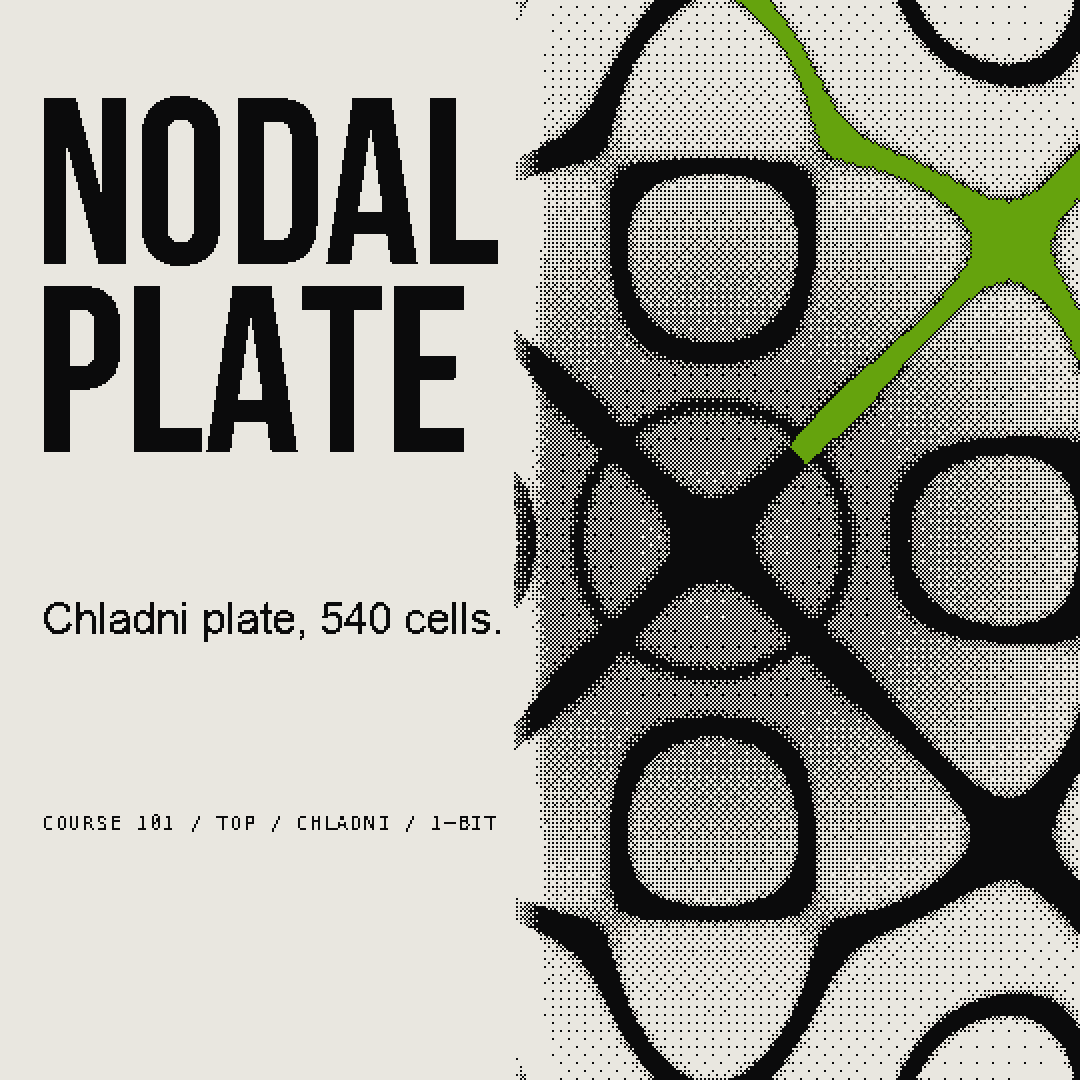 NODAL
PLATE
Chladni plate, 540 cells.
COURSE 101 / TOP / CHLADNI / 1-BIT